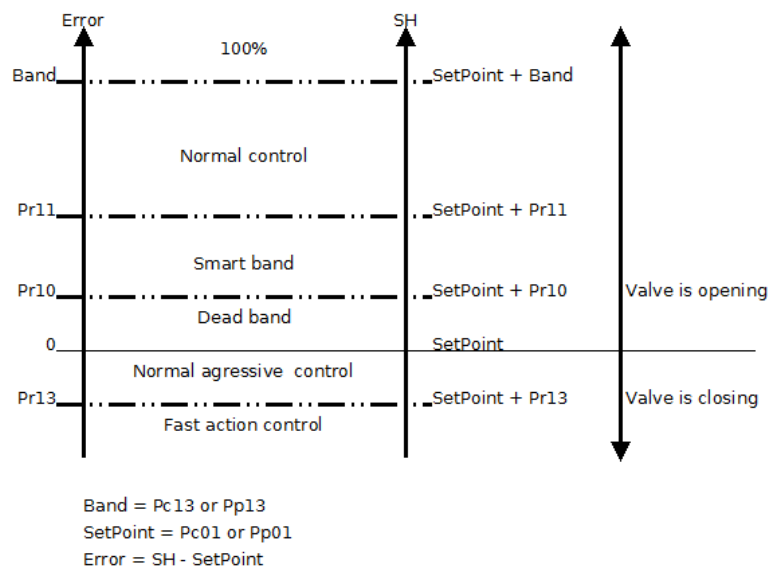 Error SH
100%
Band SetPoint + Band
Normal control
Pr11 SetPoint + Pr11
Smart band
Pr10 SetPoint + Pr10 Valve is opening
Dead band
0 SetPoint
Normal agressive control
Pr13 SetPoint + Pr13 Valve is closing
Fast action control
Band = Pc13 or Pp13
SetPoint = Pc01 or Pp01
Error = SH - SetPoint